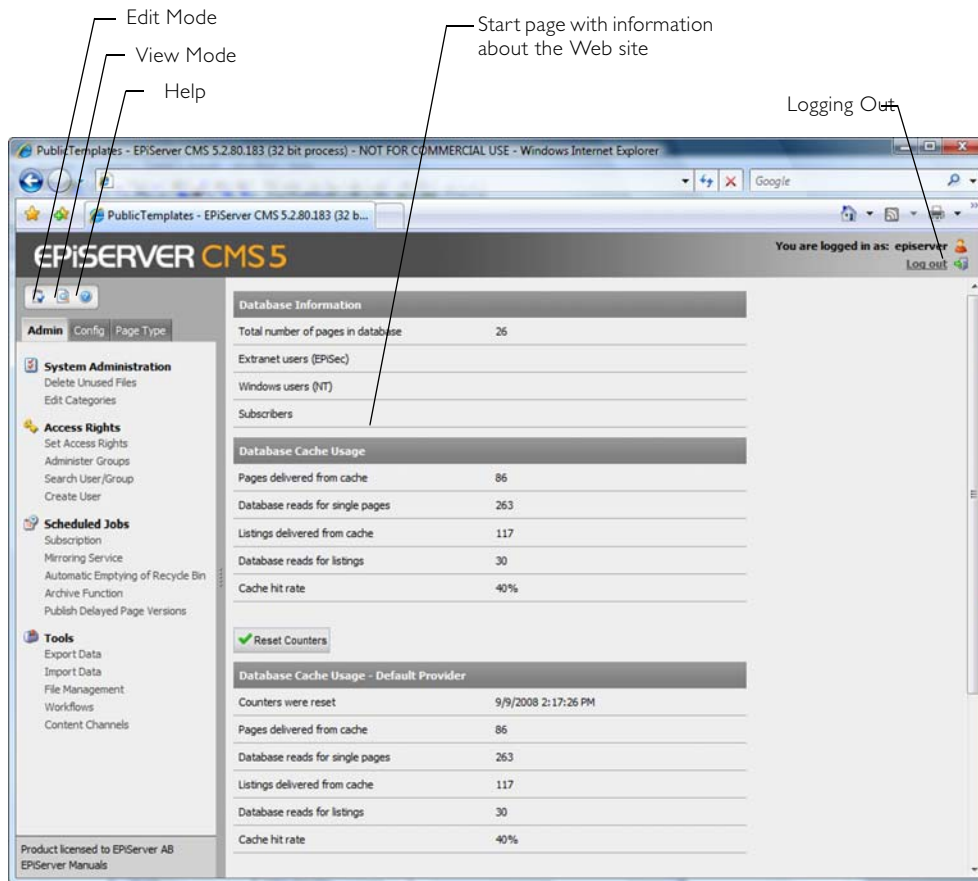 Edit Mode
View Mode
Help
Start page with information
about the Web site
Logging Out
PublicTemplates - EPiServer CMS 5.2.80.183 (32 bit process) - NOT FOR COMMERCIAL USE - Windows Internet Explorer
Google
PublicTemplates - EPiServer CMS 5.2.80.183 (32 b...
EPiSERVER CMS 5
You are logged in as: episerver
Log out
Admin Config Page Type
System Administration
Delete Unused Files
Edit Categories
Access Rights
Set Access Rights
Administer Groups
Search User/Group
Create User
Scheduled Jobs
Subscription
Mirroring Service
Automatic Emptying of Recycle Bin
Archive Function
Publish Delayed Page Versions
Tools
Export Data
Import Data
File Management
Workflows
Content Channels
Product licensed to EPiServer AB
EPiServer Manuals
Database Information
Total number of pages in database 26
Extranet users (EPiSec)
Windows users (NT)
Subscribers
Database Cache Usage
Pages delivered from cache 86
Database reads for single pages 263
Listings delivered from cache 117
Database reads for listings 30
Cache hit rate 40%
Reset Counters
Database Cache Usage - Default Provider
Counters were reset 9/9/2008 2:17:26 PM
Pages delivered from cache 86
Database reads for single pages 263
Listings delivered from cache 117
Database reads for listings 30
Cache hit rate 40%